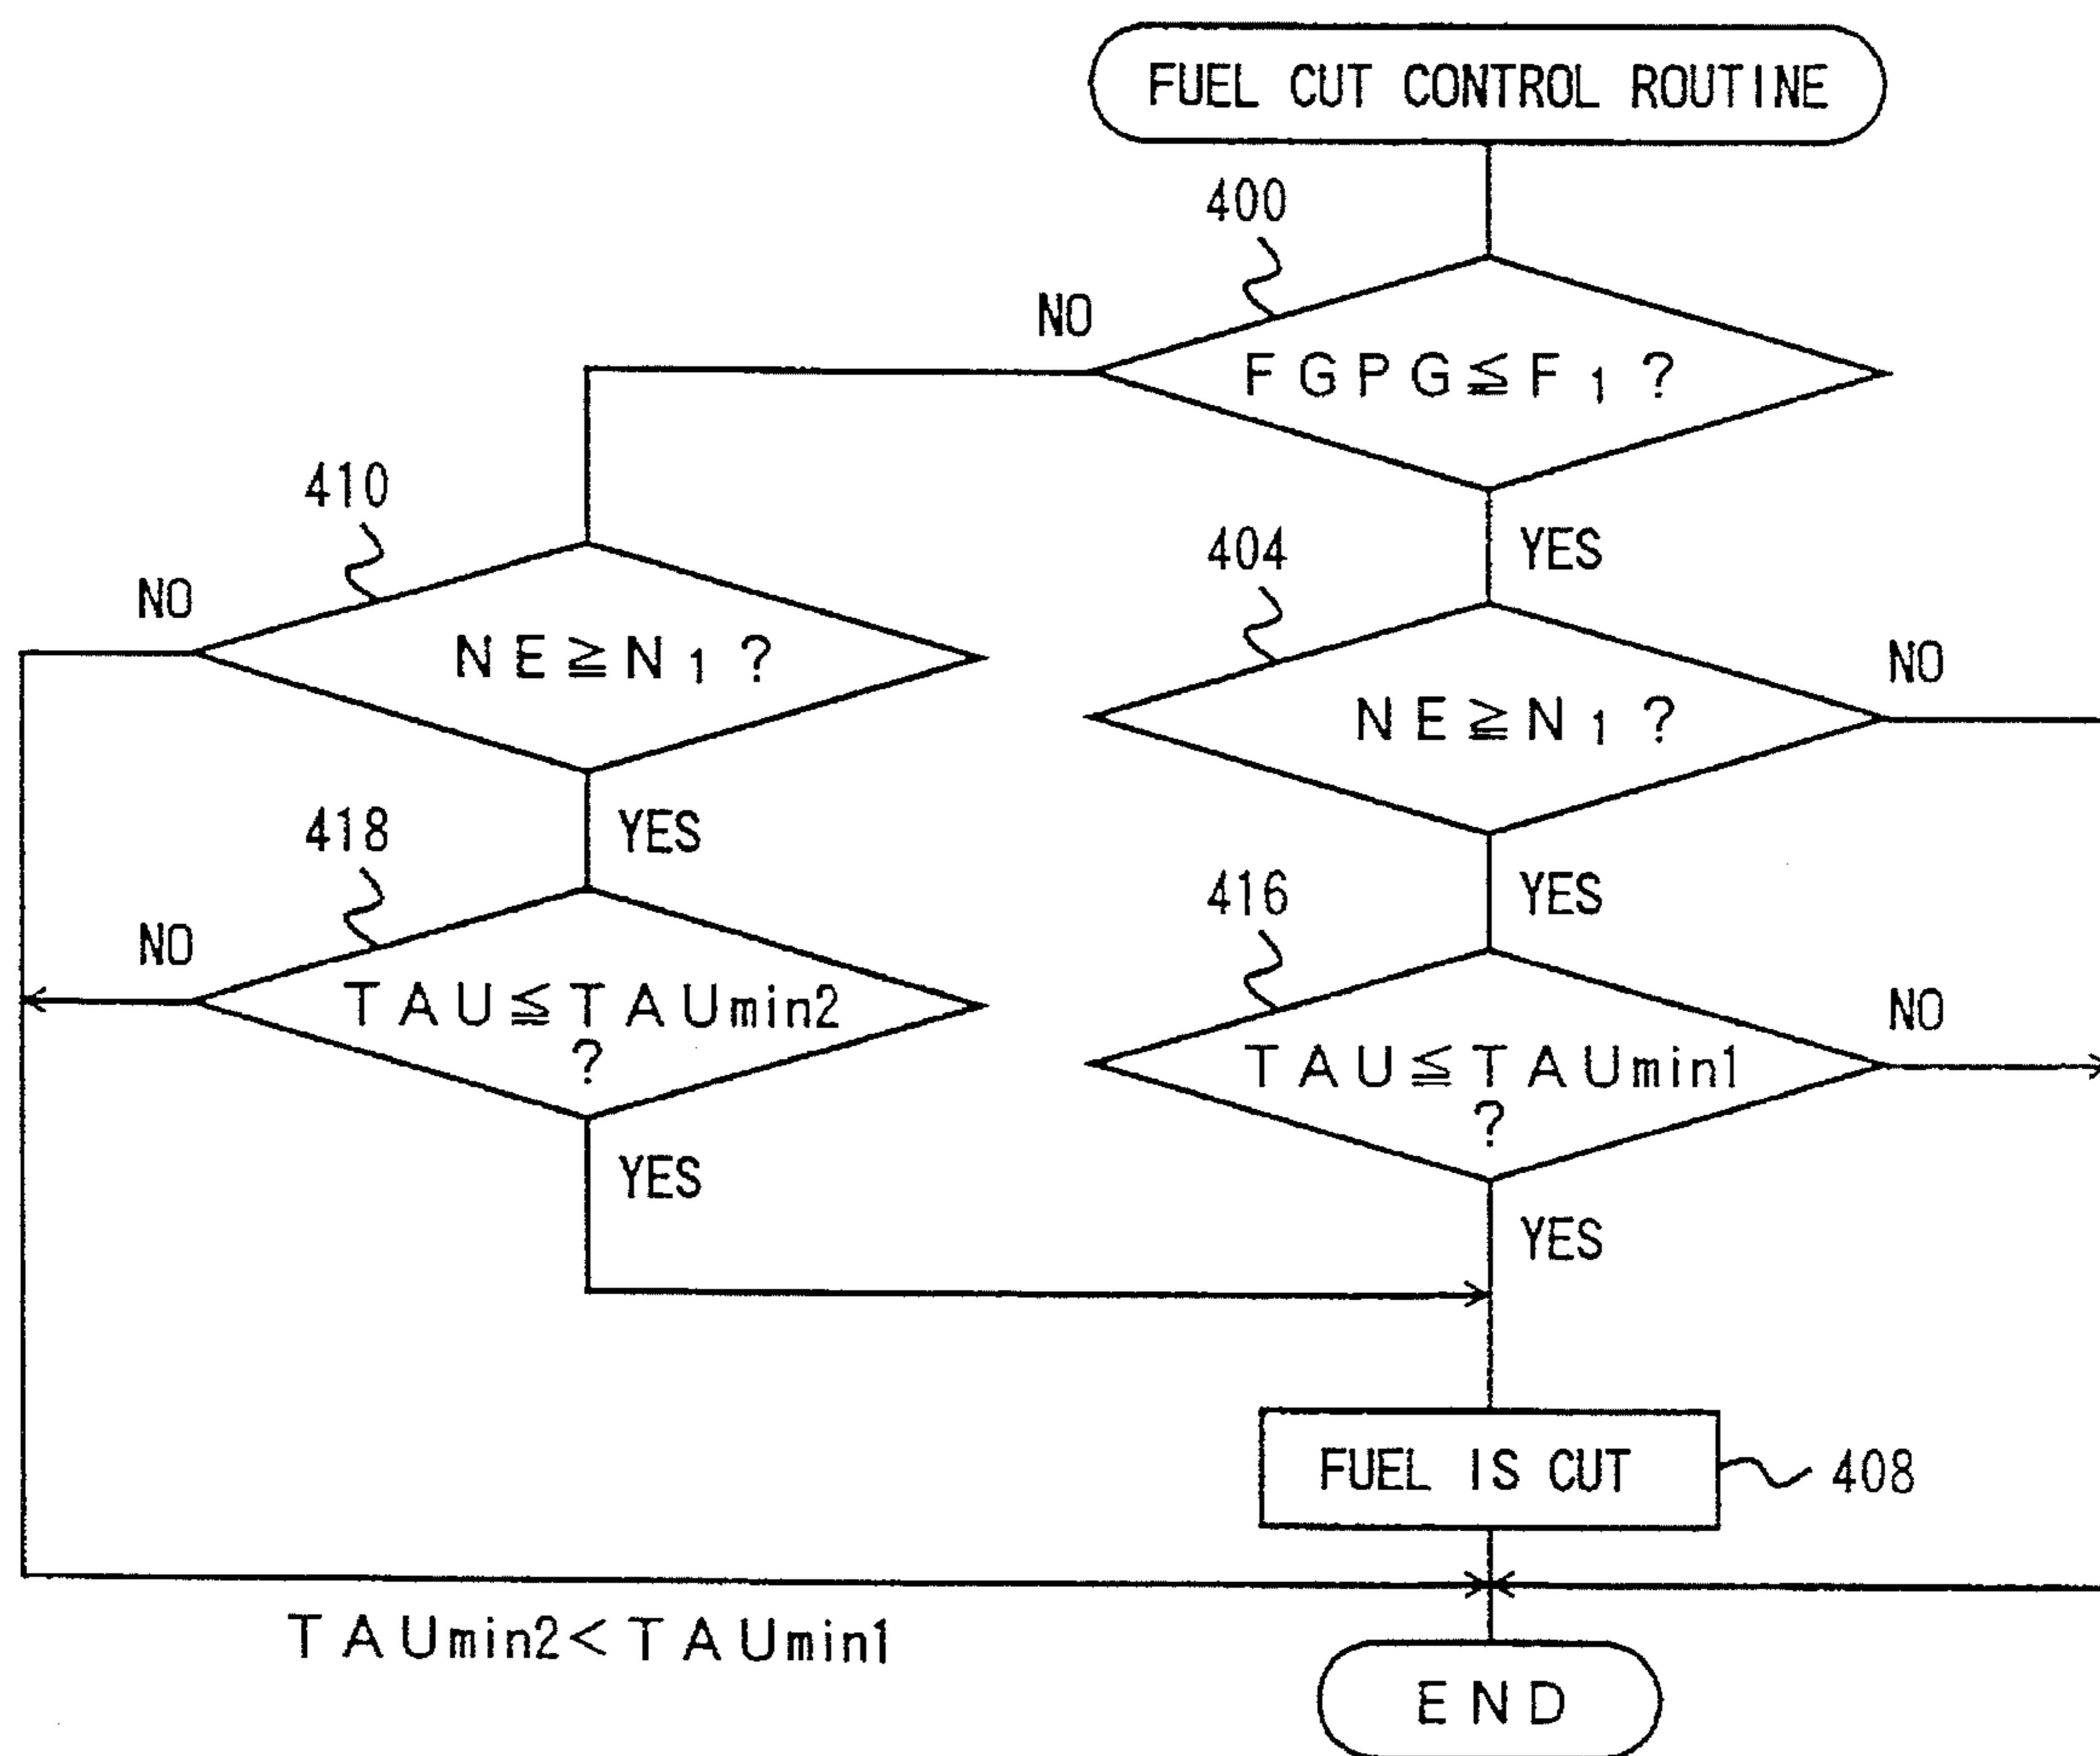 FUEL CUT CONTROL ROUTINE
400
NO
FGPG≦F1?
YES
410
NO
NE≧N1?
YES
404
NE≧N1?
NO
YES
418
NO
TAU≦TAUmin2
?
YES
416
TAU≦TAUmin1
?
NO
YES
FUEL IS CUT
408
TAUmin2<TAUmin1
END